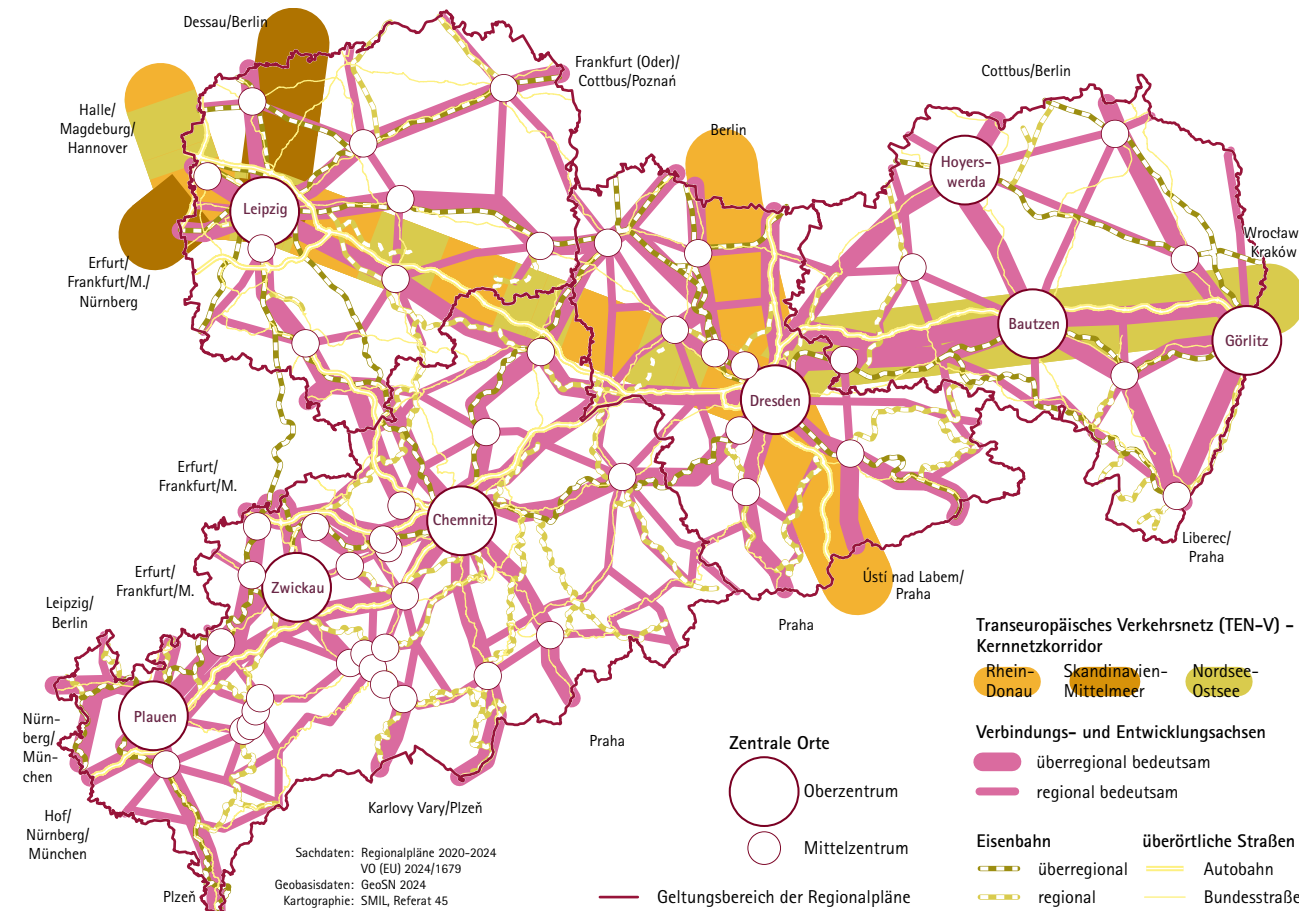 Dessau/Berlin
Frankfurt (Oder)/
Cottbus/Poznań
Cottbus/Berlin
Halle/
Magdeburg/
Hannover
Berlin
Hoyers-
werda
Leipzig
Wrocław
Kraków
Erfurt/
Frankfurt/M./
Nürnberg
Bautzen
Görlitz
Dresden
Erfurt/
Frankfurt/M.
Chemnitz
Liberec/
Praha
Erfurt/
Frankfurt/M.
Zwickau
Ústí nad Labem/
Praha
Leipzig/
Berlin
Praha
Plauen
Nürn-
berg/
Mün-
chen
Praha
Karlovy Vary/Plzeň
Hof/
Nürnberg/
München
Plzeň
Sachdaten: Regionalpläne 2020-2024
VO (EU) 2024/1679
Geobasisdaten: GeoSN 2024
Kartographie: SMIL, Referat 45
Zentrale Orte
Oberzentrum
Mittelzentrum
Geltungsbereich der Regionalpläne
Transeuropäisches Verkehrsnetz (TEN-V) –
Kernnetzkorridor
Rhein-
Donau
Skandinavien-
Mittelmeer
Nordsee-
Ostsee
Verbindungs- und Entwicklungsachsen
überregional bedeutsam
regional bedeutsam
Eisenbahn
überregional
regional
überörtliche Straßen
Autobahn
Bundesstraße